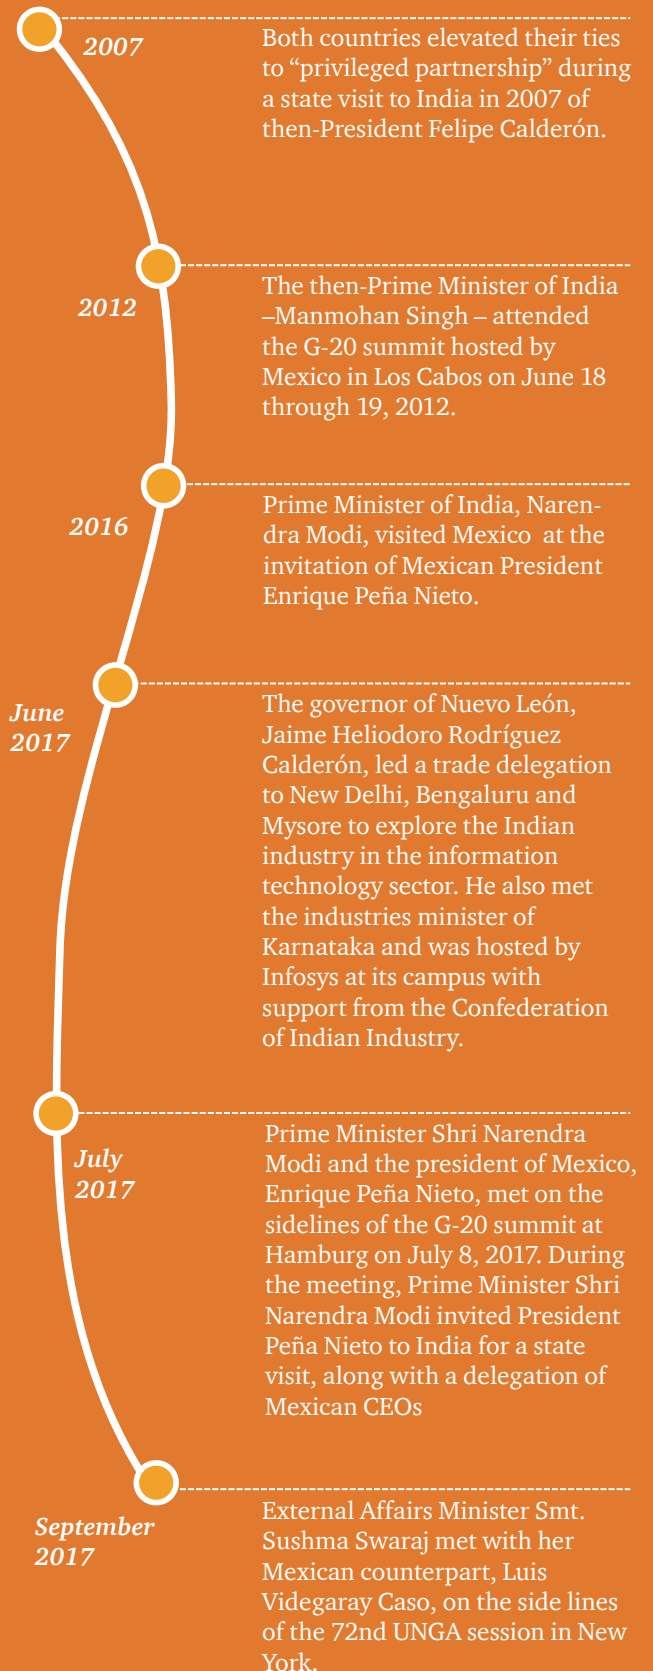 2007
Both countries elevated their ties
to “privileged partnership” during
a state visit to India in 2007 of
then-President Felipe Calderón.
2012
The then-Prime Minister of India
–Manmohan Singh – attended
the G-20 summit hosted by
Mexico in Los Cabos on June 18
through 19, 2012.
2016
Prime Minister of India, Naren-
dra Modi, visited Mexico  at the
invitation of Mexican President
Enrique Peña Nieto.
June
2017
The governor of Nuevo León,
Jaime Heliodoro Rodríguez
Calderón, led a trade delegation
to New Delhi, Bengaluru and
Mysore to explore the Indian
industry in the information
technology sector. He also met
the industries minister of
Karnataka and was hosted by
Infosys at its campus with
support from the Confederation
of Indian Industry.
July
2017
Prime Minister Shri Narendra
Modi and the president of Mexico,
Enrique Peña Nieto, met on the
sidelines of the G-20 summit at
Hamburg on July 8, 2017. During
the meeting, Prime Minister Shri
Narendra Modi invited President
Peña Nieto to India for a state
visit, along with a delegation of
Mexican CEOs
September
2017
External Affairs Minister Smt.
Sushma Swaraj met with her
Mexican counterpart, Luis
Videgaray Caso, on the side lines
of the 72nd UNGA session in New
York.